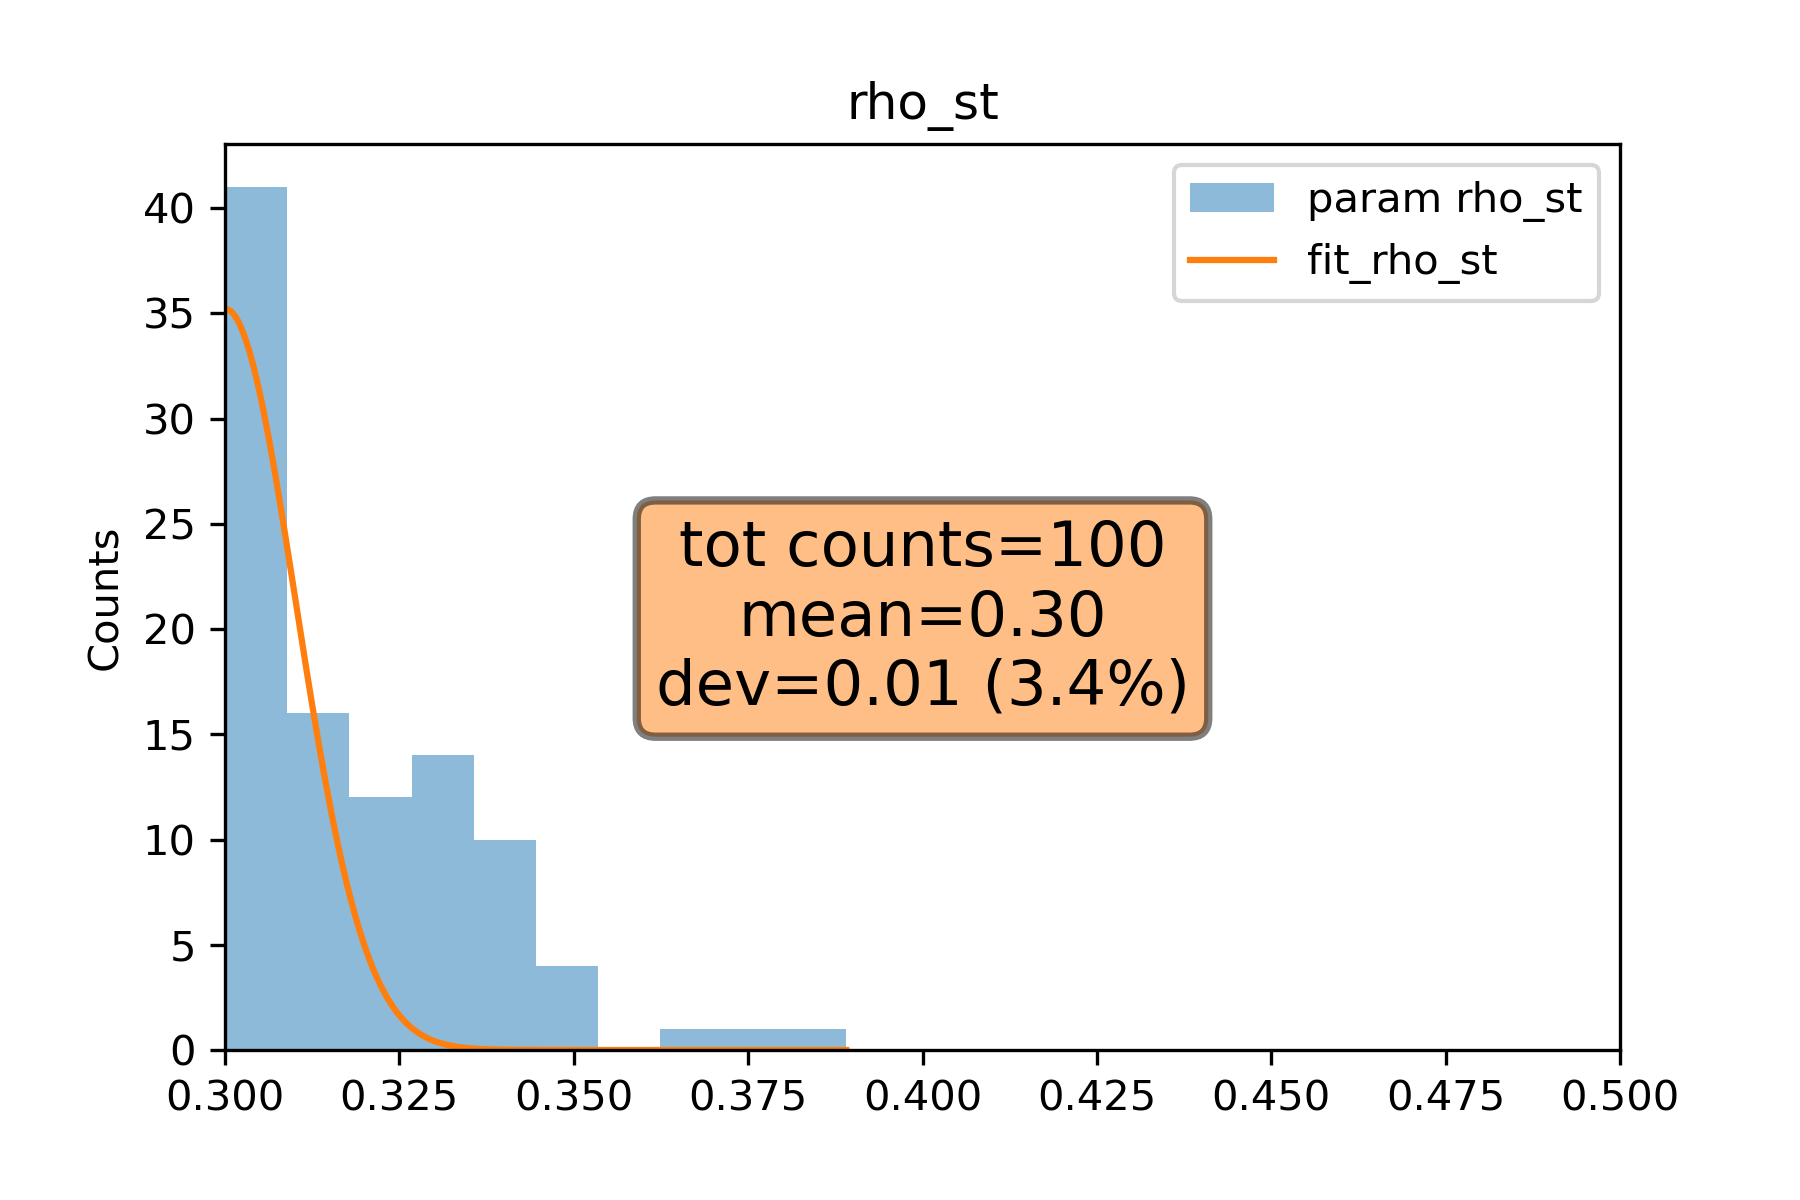 rho_st
param rho_st
fit_rho_st
Counts
40
35
30
25
20
15
10
5
0
tot counts=100
mean=0.30
dev=0.01 (3.4%)
0.300 0.325 0.350 0.375 0.400 0.425 0.450 0.475 0.500